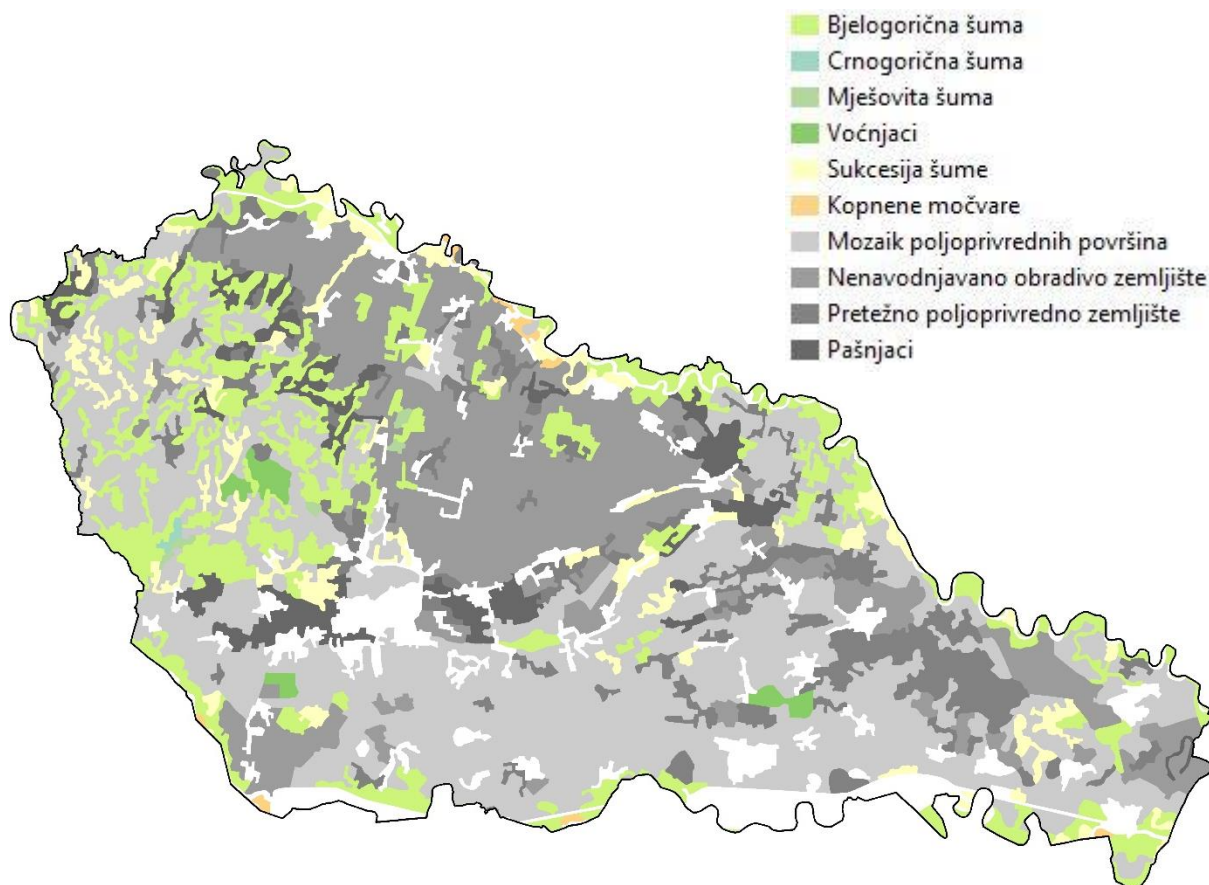 Bjelogorična šuma
Crnogorična šuma
Mješovita šuma
Voćnjaci
Sukcesija šume
Kopnene močvare
Mozaik poljoprivrednih površina
Nenavodnjavano obradivo zemljište
Pretežno poljoprivredno zemljište
Pašnjaci